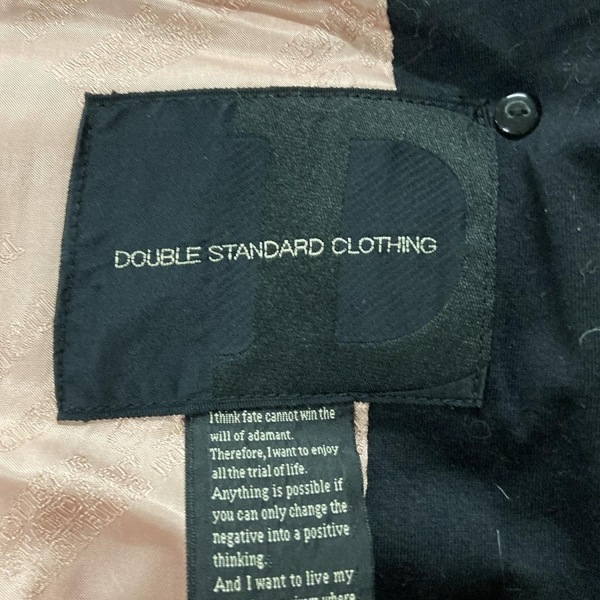 D
DOUBLE STANDARD CLOTHING
I think fate cannot win the
will of adamant.
Therefore, I want to enjoy
all the trial of life.
Anything is possible if
you can only change the
negative into a positive
thinking.
And I want to live my
where